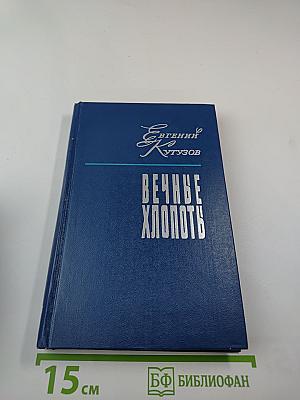 Евгений
Кутузов
ВЕЧНЫЕ
ХЛОПОТЫ
15 см
БФ БИБЛИОФАН